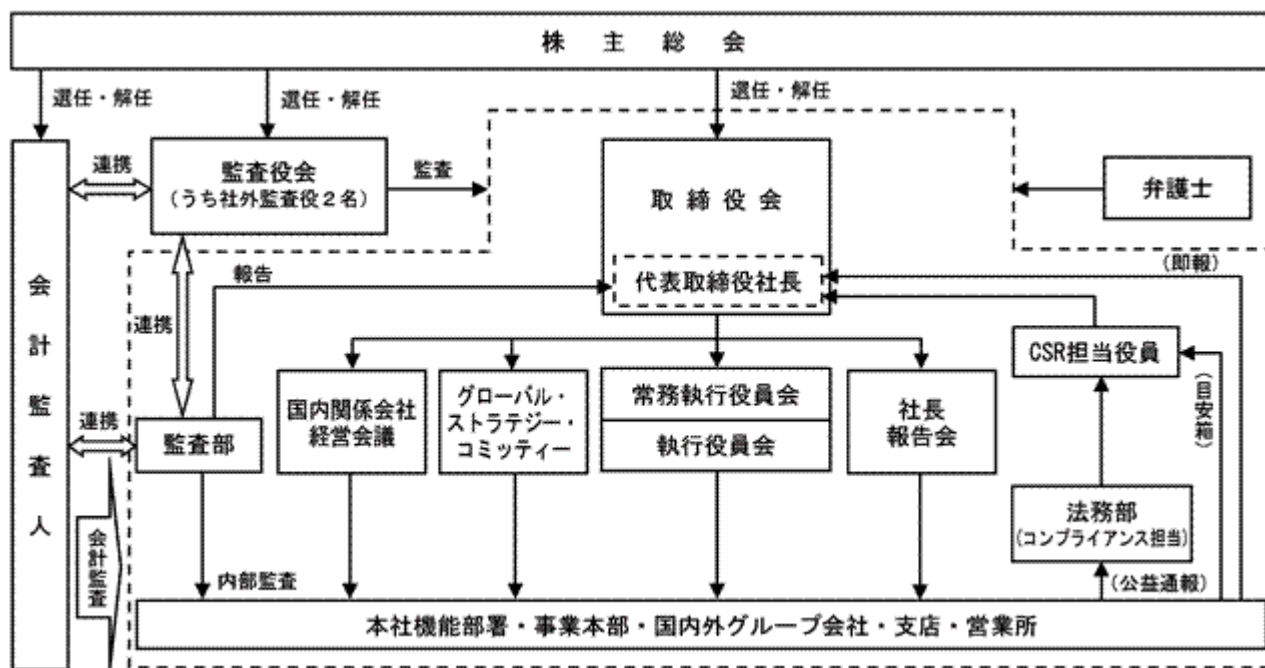 株主総会
選任・解任
選任・解任
選任・解任
連携
監査役会
(うち社外監査役２名)
監査
取締役会
弁護士
代表取締役社長
(即報)
報告
連携
会計監査人
CSR担当役員
(目安箱)
国内関係会社
経営会議
グローバル・
ストラテジー・
コミッティー
常務執行役員会
執行役員会
社長
報告会
連携
監査部
法務部
(コンプライアンス担当)
会計監査
内部監査
(公益通報)
本社機能部署・事業本部・国内外グループ会社・支店・営業所